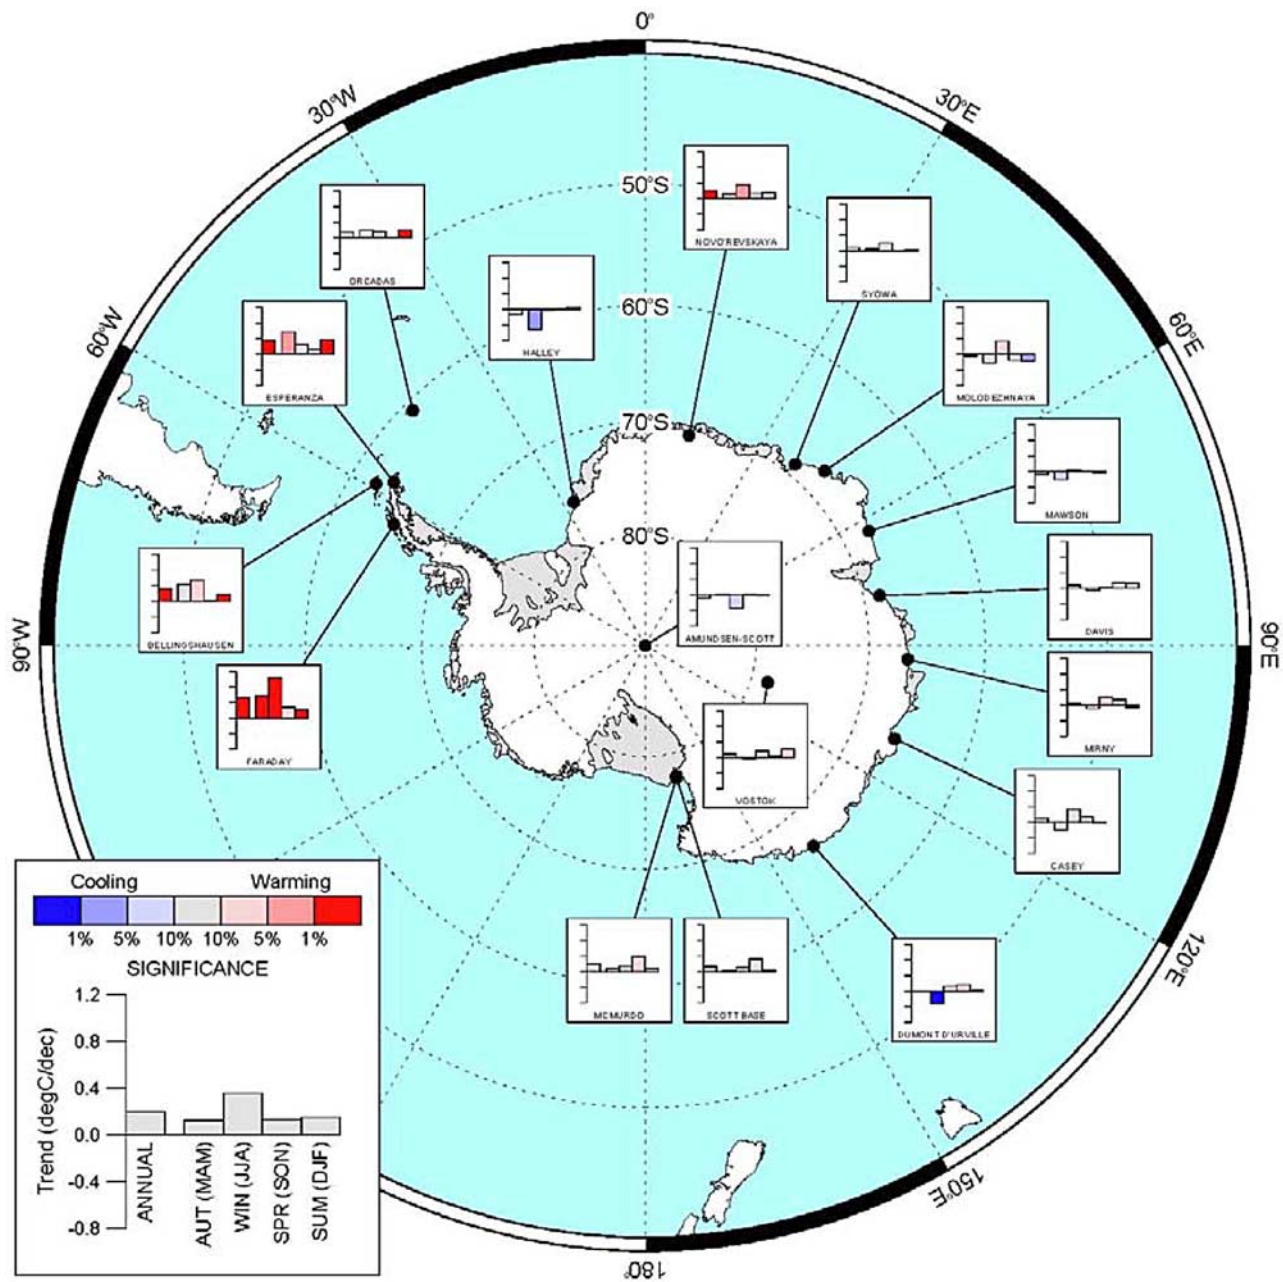 0°
30°W
30°E
50°S
NOVO'REVSKAYA
ORCADAS
SYOWA
HALLEY
60°S
60°W
60°E
ESPERANZA
MOLODEZHNAYA
70°S
MAWSON
80°S
DAVIS
AMUNDSEN-SCOTT
BELLINGSHAUSEN
90°W
90°E
FARADAY
MIRNY
VOSTOK
CASEY
MCMURDO
SCOTT BASE
DUMONT D'URVILLE
120°E
150°E
180°
Cooling Warming
1% 5% 10% 10% 5% 1%
SIGNIFICANCE
Trend (degC/dec)
1.2
0.8
0.4
0.0
-0.4
-0.8
ANNUAL
AUT (MAM)
WIN (JJA)
SPR (SON)
SUM (DJF)